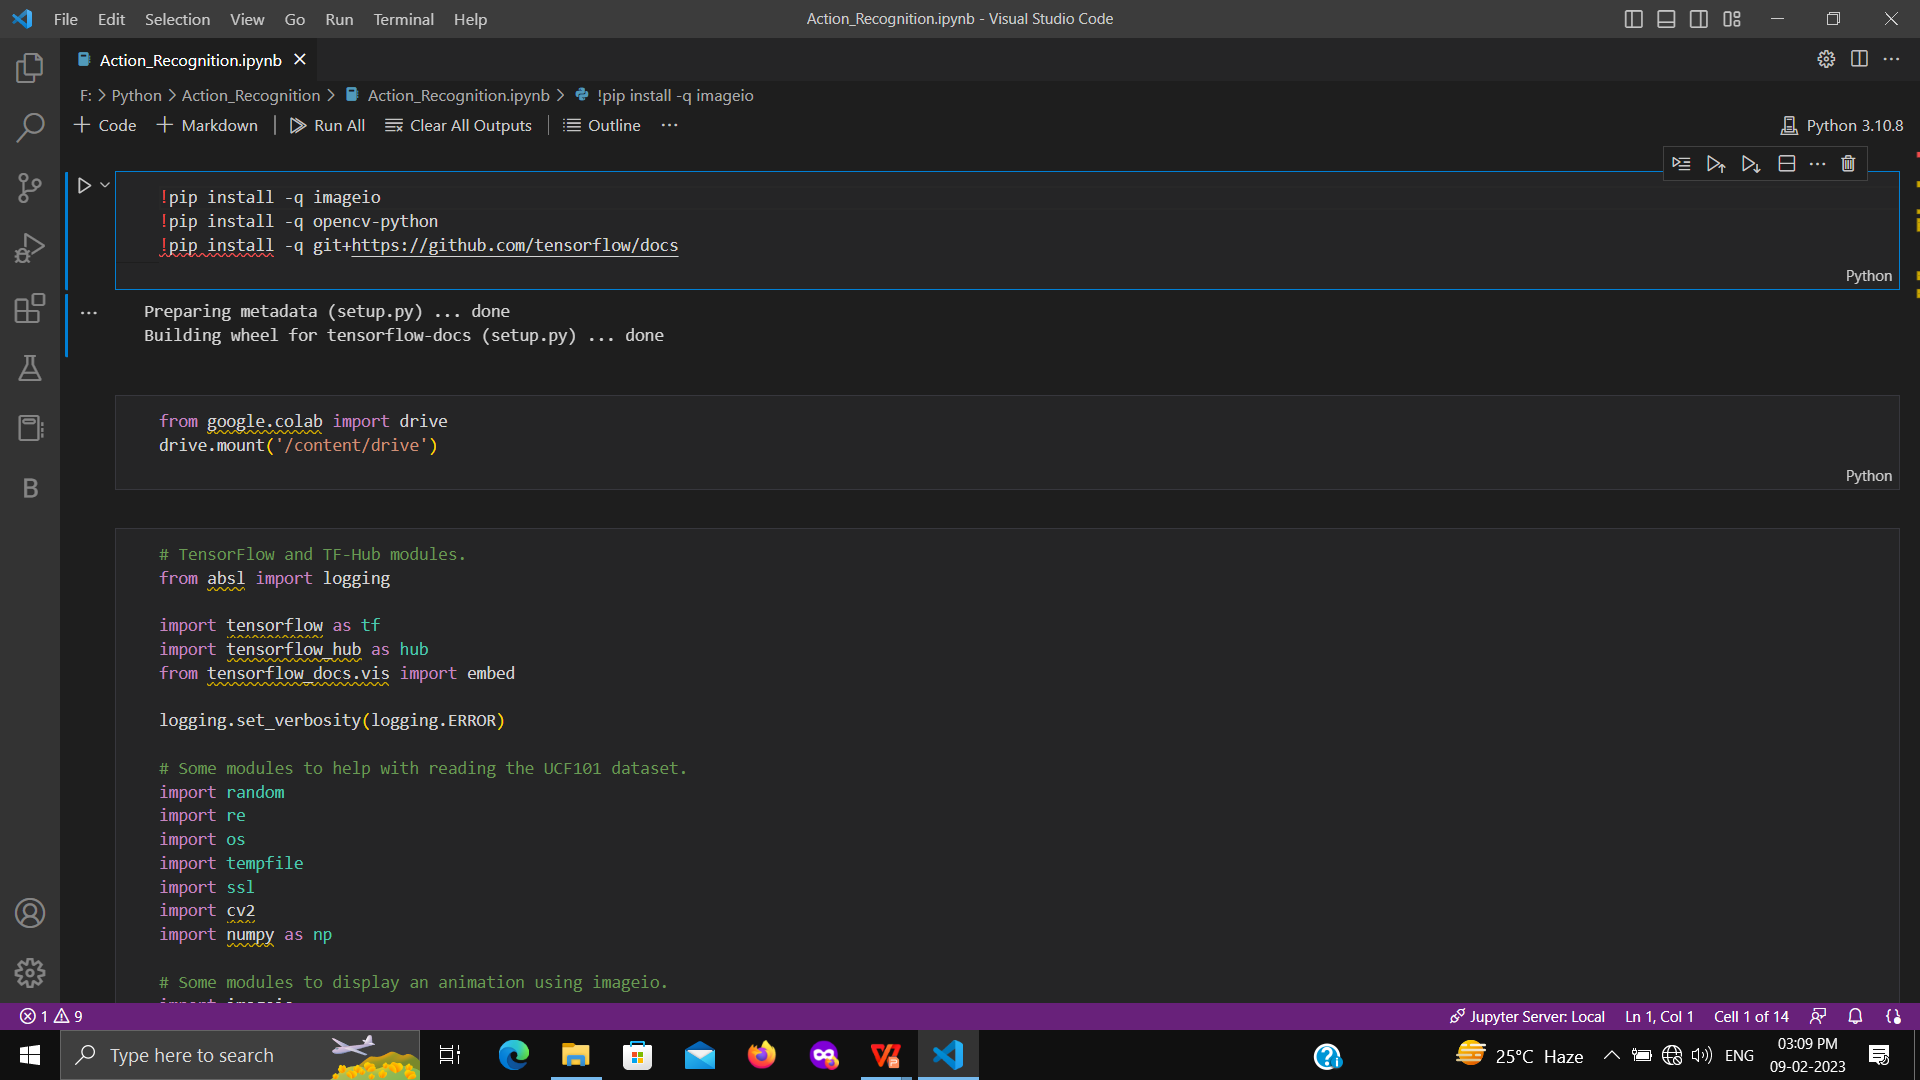 File Edit Selection View Go Run Terminal Help
Action_Recognition.ipynb - Visual Studio Code
Action_Recognition.ipynb
F: > Python > Action_Recognition > Action_Recognition.ipynb > !pip install -q imageio
+ Code + Markdown | Run All Clear All Outputs | Outline ...
Python 3.10.8
!pip install -q imageio
!pip install -q opencv-python
!pip install -q git+https://github.com/tensorflow/docs
Python
Preparing metadata (setup.py) ... done
Building wheel for tensorflow-docs (setup.py) ... done
from google.colab import drive
drive.mount('/content/drive')
Python
# TensorFlow and TF-Hub modules.
from absl import logging
import tensorflow as tf
import tensorflow_hub as hub
from tensorflow_docs.vis import embed
logging.set_verbosity(logging.ERROR)
# Some modules to help with reading the UCF101 dataset.
import random
import re
import os
import tempfile
import ssl
import cv2
import numpy as np
# Some modules to display an animation using imageio.
B
1 9
Jupyter Server: Local Ln 1, Col 1 Cell 1 of 14
Type here to search
25°C Haze
ENG
03:09 PM
09-02-2023